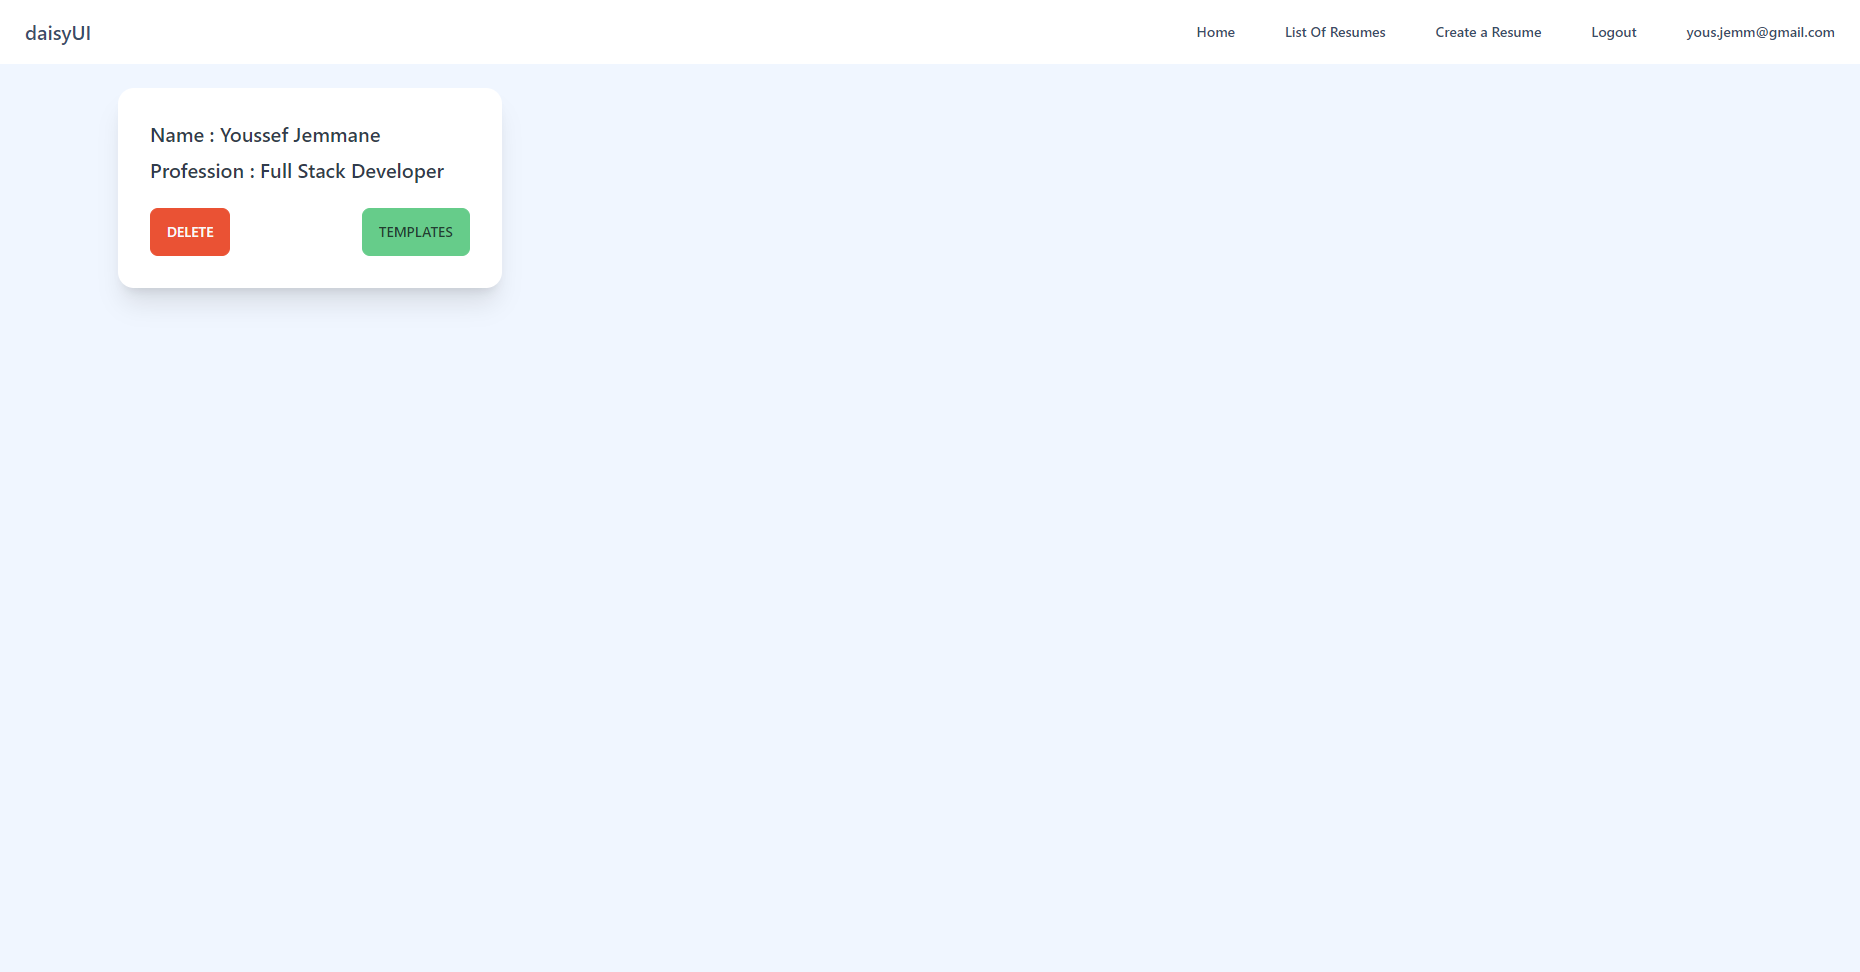 daisyUI
Home
List Of Resumes
Create a Resume
Logout
yous.jemm@gmail.com
Name : Youssef Jemmane
Profession : Full Stack Developer
DELETE
TEMPLATES